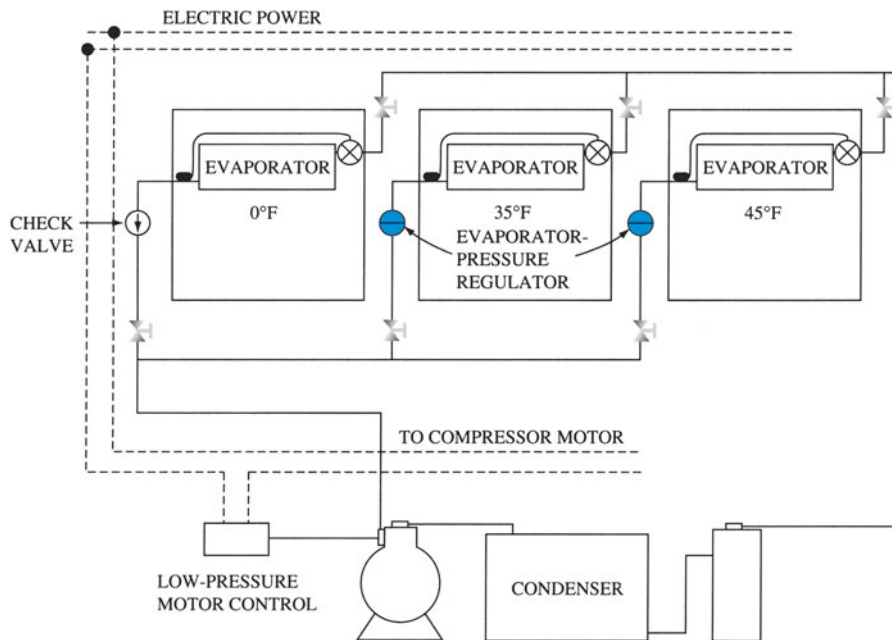 ELECTRIC POWER
EVAPORATOR
EVAPORATOR
EVAPORATOR
CHECK
VALVE
0°F
35°F
45°F
EVAPORATOR-
PRESSURE
REGULATOR
TO COMPRESSOR MOTOR
LOW-PRESSURE
MOTOR CONTROL
CONDENSER